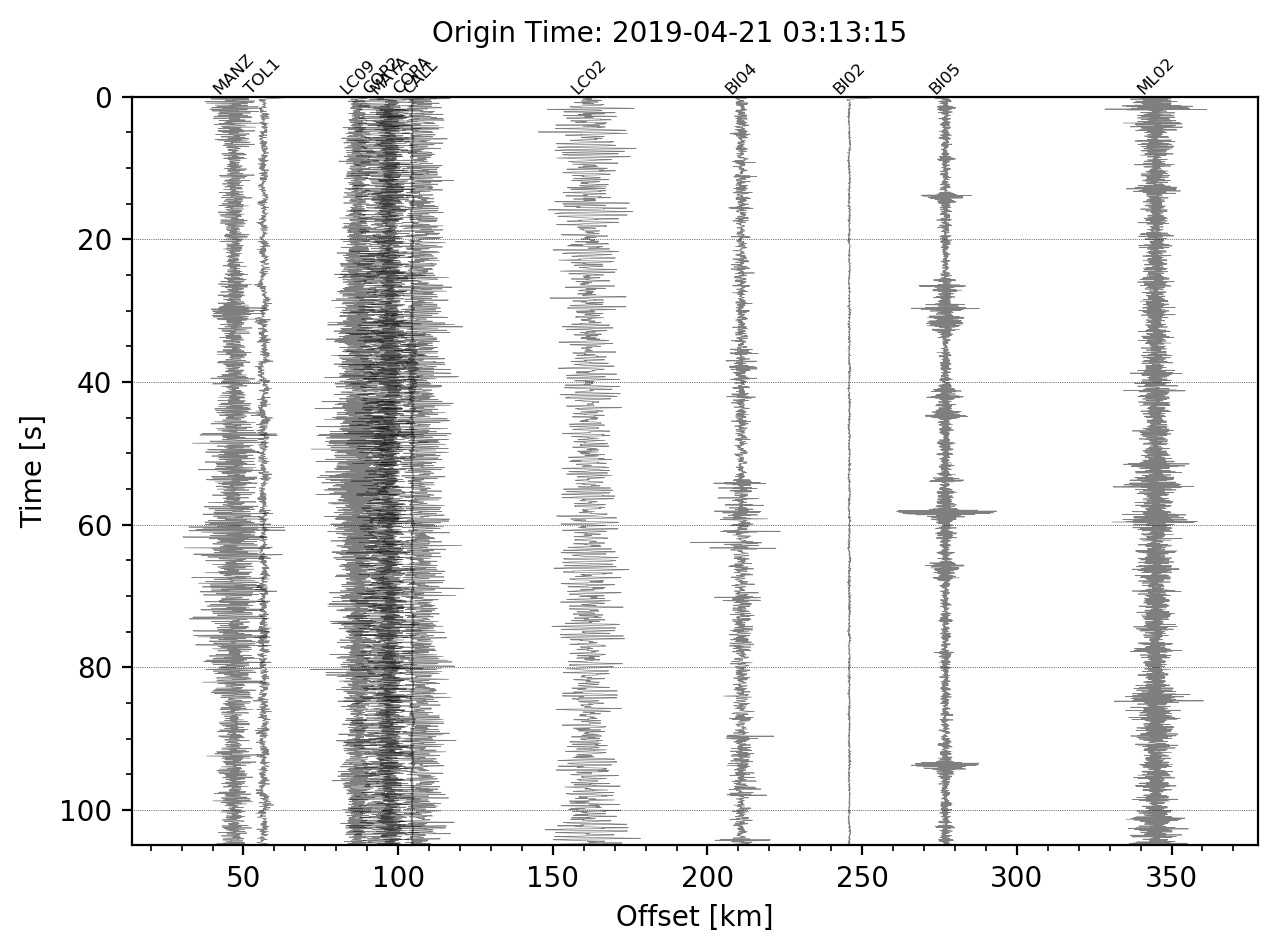 Origin Time: 2019-04-21 03:13:15
MANZ
TOL1
LC09
COR2
MAYA
CORA
CALL
LC02
BI04
BI02
BI05
ML02
0
20
40
60
80
100
Time [s]
50
100
150
200
250
300
350
Offset [km]